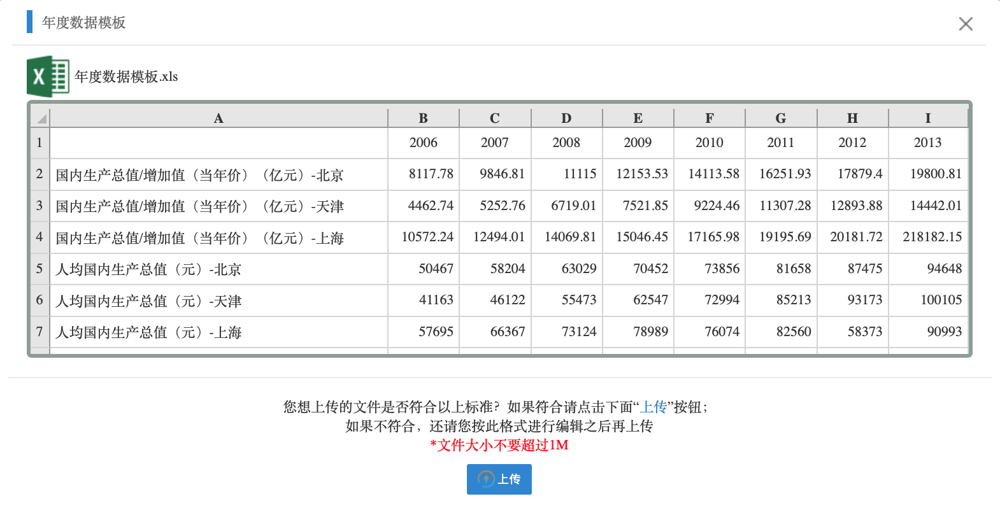 年度数据模板
X 年度数据模板.xls
A B C D E F G H I
1 2006 2007 2008 2009 2010 2011 2012 2013
2 国内生产总值/增加值（当年价）（亿元）-北京 8117.78 9846.81 11115 12153.53 14113.58 16251.93 17879.4 19800.81
3 国内生产总值/增加值（当年价）（亿元）-天津 4462.74 5252.76 6719.01 7521.85 9224.46 11307.28 12893.88 14442.01
4 国内生产总值/增加值（当年价）（亿元）-上海 10572.24 12494.01 14069.81 15046.45 17165.98 19195.69 20181.72 218182.15
5 人均国内生产总值（元）-北京 50467 58204 63029 70452 73856 81658 87475 94648
6 人均国内生产总值（元）-天津 41163 46122 55473 62547 72994 85213 93173 100105
7 人均国内生产总值（元）-上海 57695 66367 73124 78989 76074 82560 58373 90993
您想上传的文件是否符合以上标准？如果符合请点击下面“上传”按钮；
如果不符合，还请您按此格式进行编辑之后再上传
*文件大小不要超过1M
上传